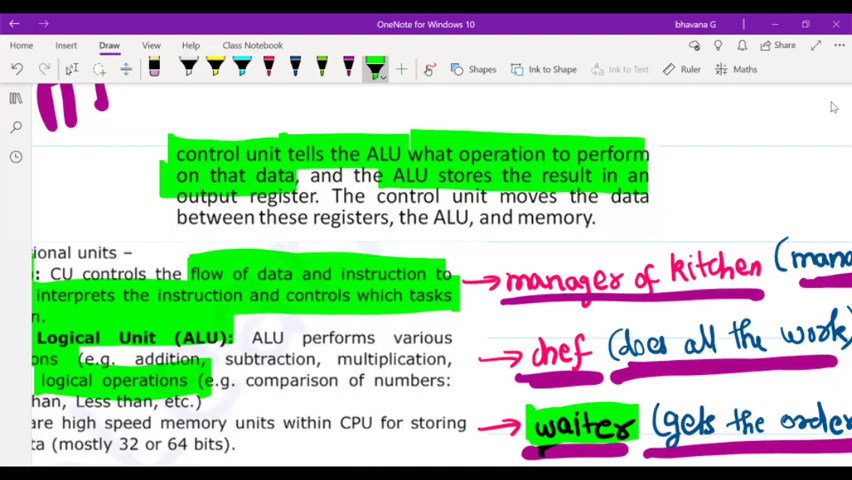 OneNote for Windows 10
bhavana G
Home Insert Draw View Help Class Notebook
Share
Shapes
Ink to Shape
Ink to Text
Ruler
Maths
control unit tells the ALU what operation to perform
on that data, and the ALU stores the result in an
output register. The control unit moves the data
between these registers, the ALU, and memory.
ional units –
: CU controls the flow of data and instruction to
interprets the instruction and controls which tasks
n.
Logical Unit (ALU): ALU performs various
ons (e.g. addition, subtraction, multiplication,
logical operations (e.g. comparison of numbers:
han, Less than, etc.)
are high speed memory units within CPU for storing
ta (mostly 32 or 64 bits).
→ manager of kitchen (mana
→ chef (does all the work)
→ waiter (gets the order